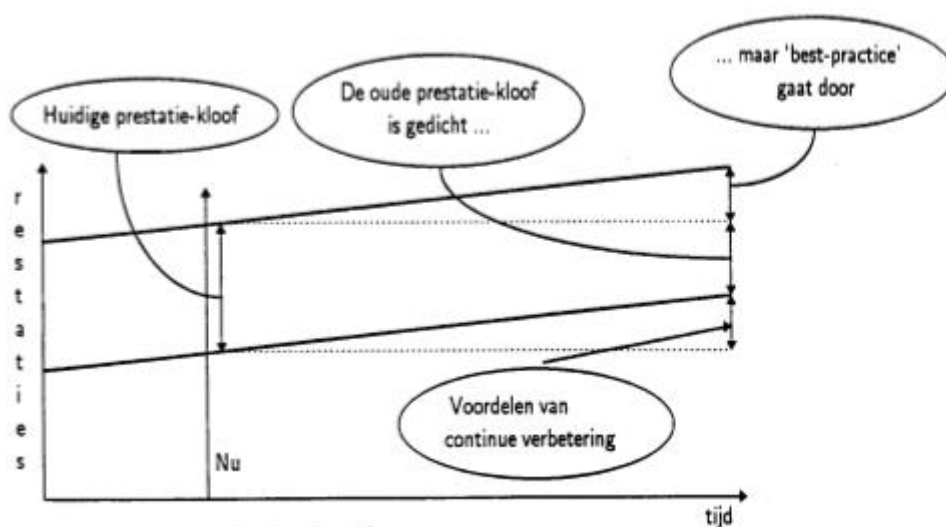 ... maar 'best-practice'
gaat door
De oude prestatie-kloof
is gedicht ...
Huidige prestatie-kloof
r
e
s
t
a
t
i
e
s
Voordelen van
continue verbetering
Nu
tijd